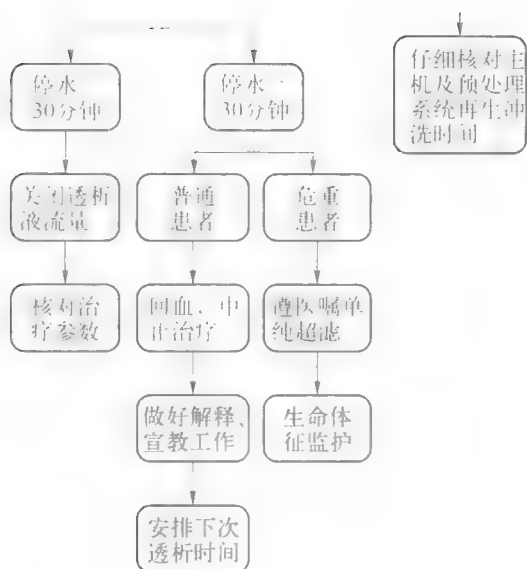 停水
30分钟
停水
30分钟
仔细核对主
机及预处理
系统再生冲
洗时间
关闭透析
液流量
普通
患者
危重
患者
核对治
疗参数
回血、中
止治疗
遵医嘱单
纯超滤
做好解释、
宣教工作
生命体
征监护
安排下次
透析时间